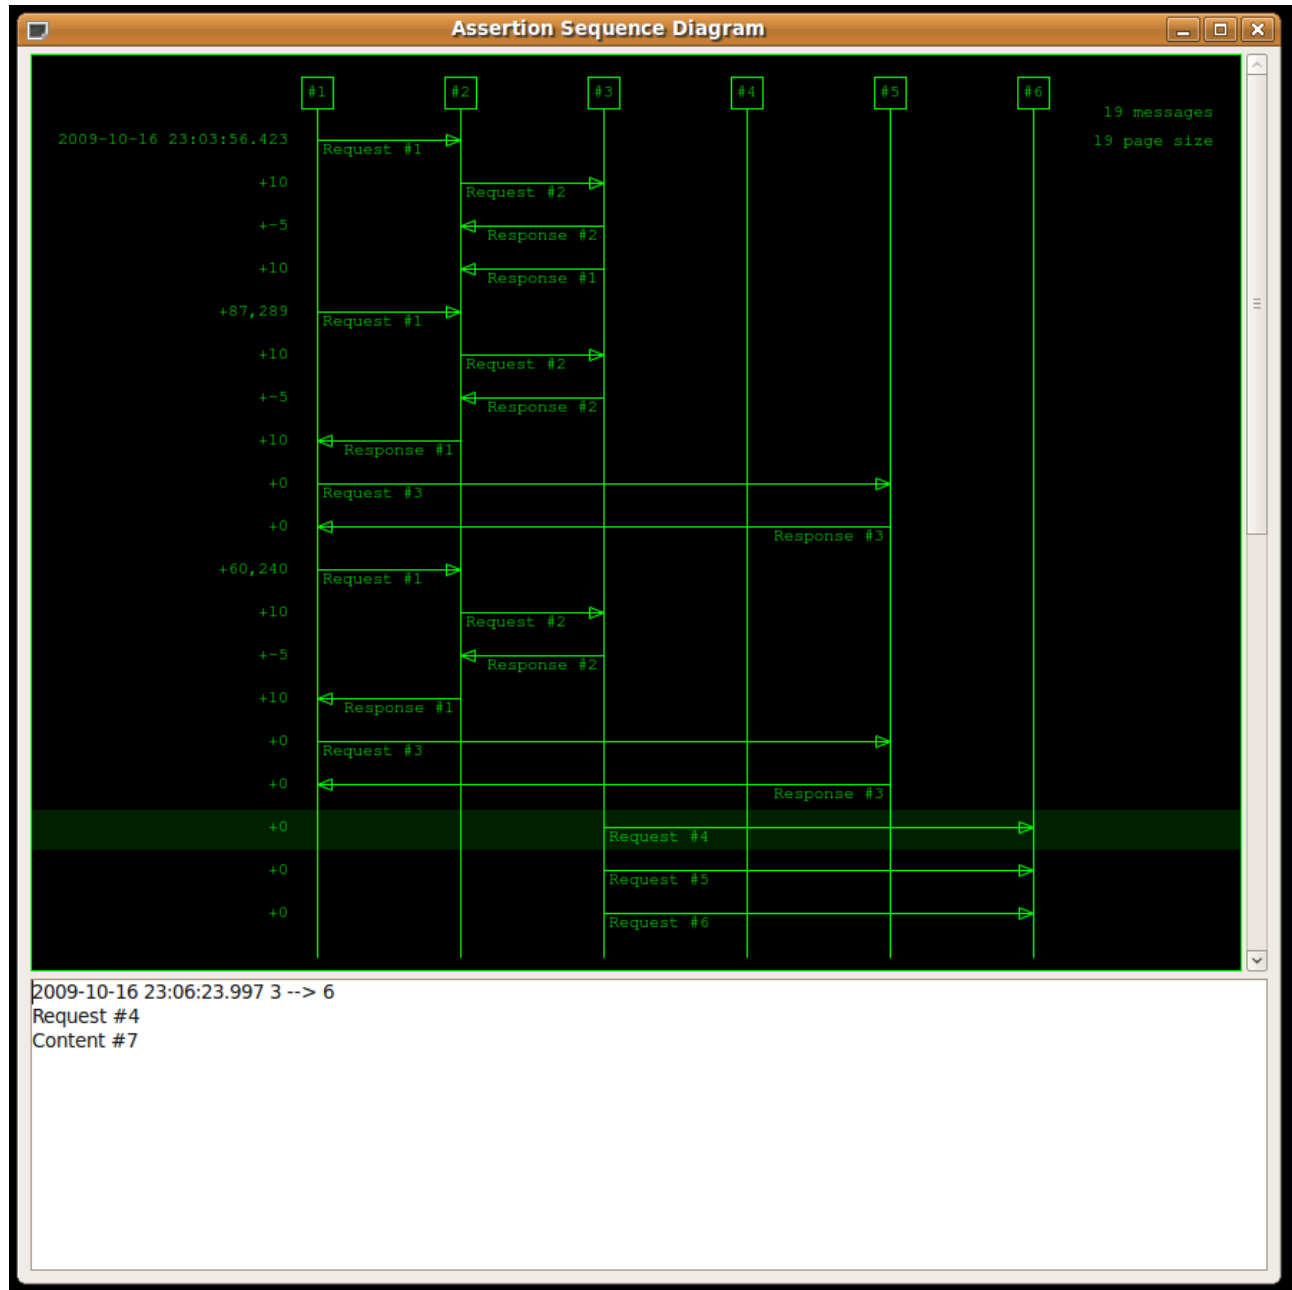 Assertion Sequence Diagram
#1 #2 #3 #4 #5 #6
19 messages
2009-10-16 23:03:56.423
19 page size
Request #1
+10
Request #2
+-5
Response #2
+10
Response #1
+87,289
Request #1
+10
Request #2
+-5
Response #2
+10
Response #1
+0
Request #3
+0
Response #3
+60,240
Request #1
+10
Request #2
+-5
Response #2
+10
Response #1
+0
Request #3
+0
Response #3
+0
Request #4
+0
Request #5
+0
Request #6
2009-10-16 23:06:23.997 3 --> 6
Request #4
Content #7